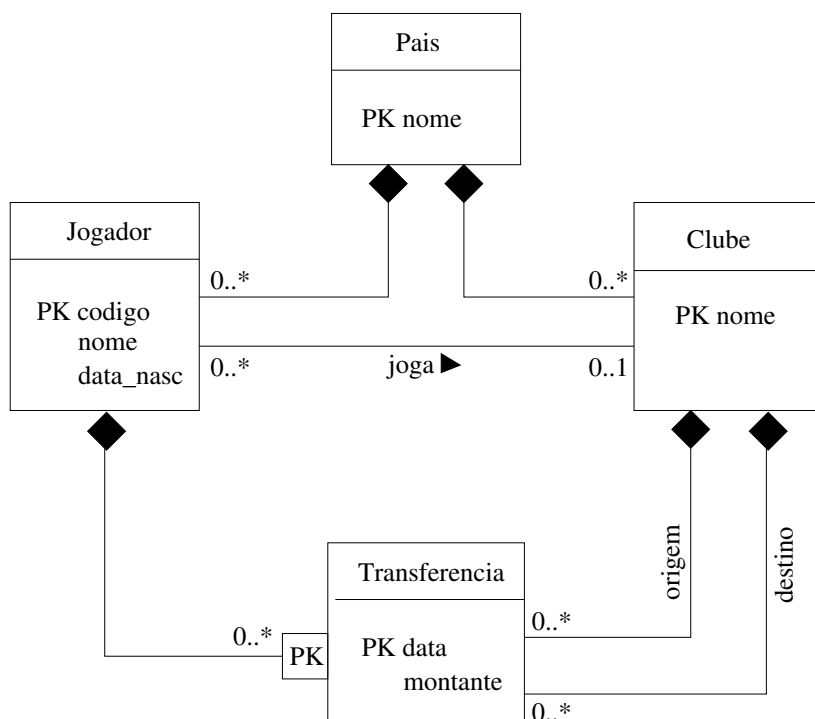 Pais
PK nome
Jogador
PK codigo
nome
data_nasc
Clube
PK nome
0..*
0..*
0..*
joga ►
0..1
origem
destino
Transferencia
PK data
montante
0..*
PK
0..*
0..*